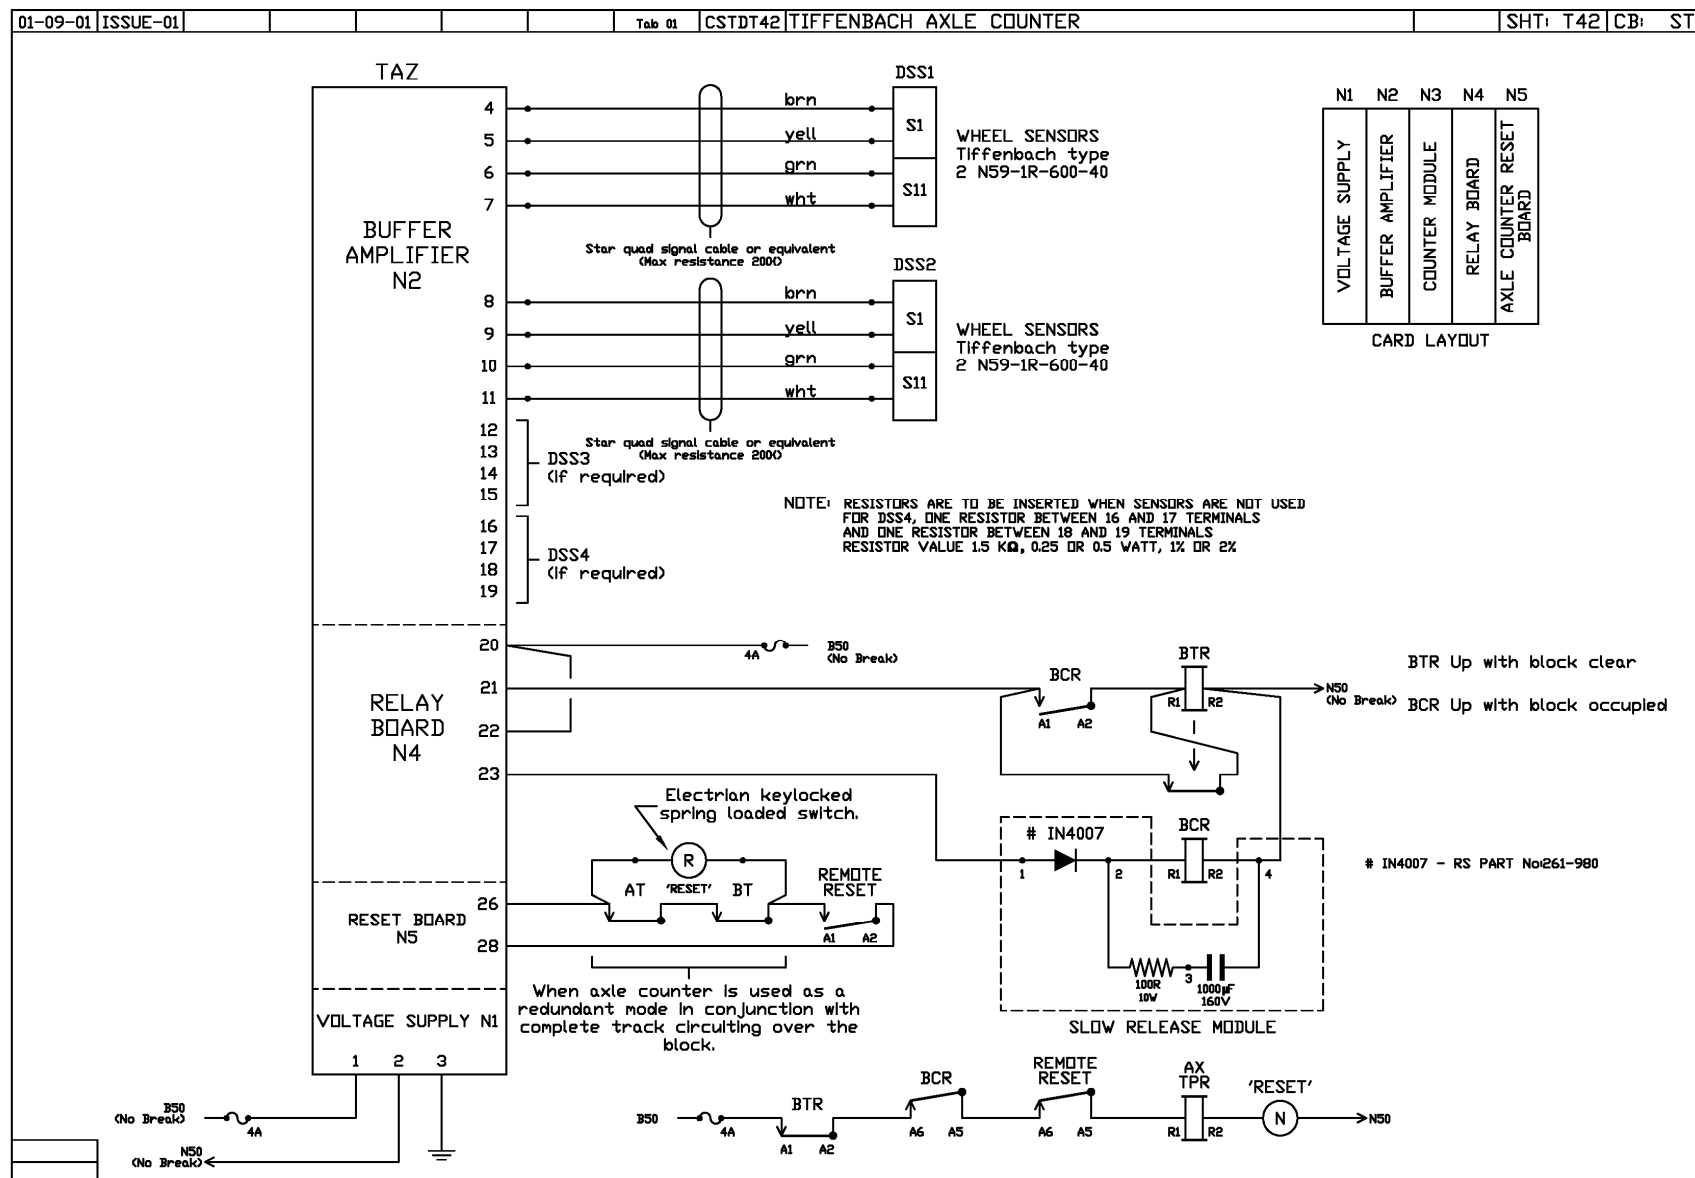 01-09-01 ISSUE-01 Tab 01 CSTDT42 TIFFENBACH AXLE COUNTER SHT: T42 CB: ST
TAZ
BUFFER
AMPLIFIER
N2
4
5
6
7
brn
yell
grn
wht
DSS1
S1
S11
WHEEL SENSORS
Tiffenbach type
2 N59-1R-600-40
Star quad signal cable or equivalent
(Max resistance 200Ω)
8
9
10
11
brn
yell
grn
wht
DSS2
S1
S11
WHEEL SENSORS
Tiffenbach type
2 N59-1R-600-40
Star quad signal cable or equivalent
(Max resistance 200Ω)
N1 N2 N3 N4 N5
VOLTAGE SUPPLY
BUFFER AMPLIFIER
COUNTER MODULE
RELAY BOARD
AXLE COUNTER RESET
BOARD
CARD LAYOUT
12
13
14
15
DSS3
(if required)
16
17
18
19
DSS4
(if required)
NOTE: RESISTORS ARE TO BE INSERTED WHEN SENSORS ARE NOT USED
FOR DSS4, ONE RESISTOR BETWEEN 16 AND 17 TERMINALS
AND ONE RESISTOR BETWEEN 18 AND 19 TERMINALS
RESISTOR VALUE 1.5 KΩ, 0.25 OR 0.5 WATT, 1% OR 2%
RELAY
BOARD
N4
20
21
22
23
4A
B50
(No Break)
BCR
A1 A2
BTR
R1 R2
N50
(No Break)
BTR Up with block clear
BCR Up with block occupied
Electrian keylocked
spring loaded switch.
R
AT 'RESET' BT
REMOTE
RESET
A1 A2
# IN4007
1 2
BCR
R1 R2
4
# IN4007 - RS PART No:261-980
100R
10W
3
1000µF
160V
SLOW RELEASE MODULE
RESET BOARD
N5
26
28
When axle counter is used as a
redundant mode in conjunction with
complete track circuiting over the
block.
VOLTAGE SUPPLY N1
1 2 3
B50
(No Break)
4A
N50
(No Break)
B50
4A
BTR
A1 A2
BCR
A6 A5
REMOTE
RESET
A6 A5
AX
TPR
R1 R2
'RESET'
N
N50